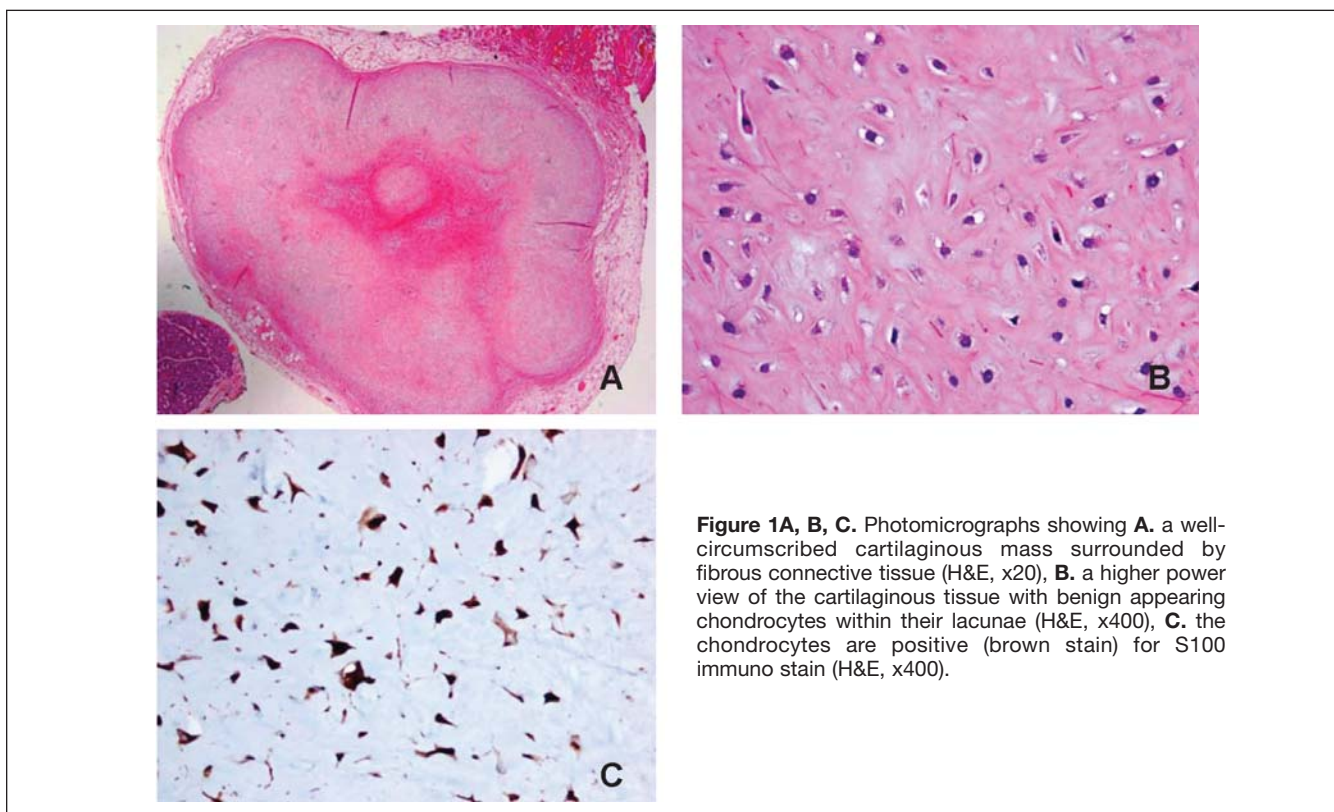 A
B
C
Figure 1A, B, C. Photomicrographs showing A. a well-
circumscribed cartilaginous mass surrounded by
fibrous connective tissue (H&E, x20), B. a higher power
view of the cartilaginous tissue with benign appearing
chondrocytes within their lacunae (H&E, x400), C. the
chondrocytes are positive (brown stain) for S100
immuno stain (H&E, x400).